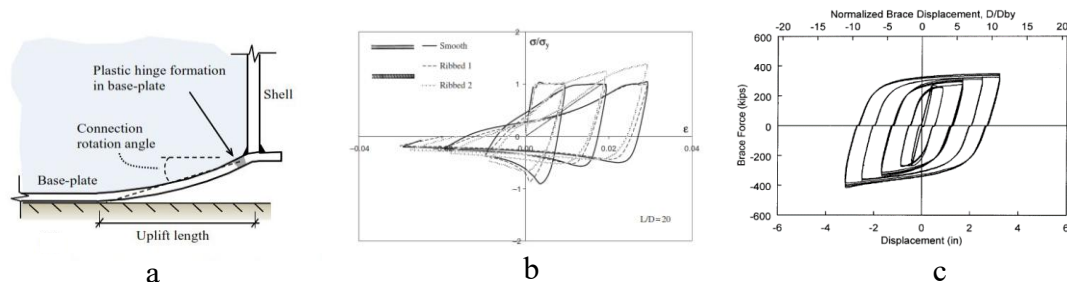 Plastic hinge formation
in base-plate
Shell
Connection
rotation angle
Base-plate
Uplift length
a
2
σ/σy
Smooth
Ribbed 1
Ribbed 2
1
ε
-0.04
-0.02
0.00
0.02
0.04
-1
L/D=20
-2
b
Normalized Brace Displacement, D/Dby
-20 -15 -10 -5 0 5 10 15 20
600
400
200
0
-200
-400
-600
Brace Force (kips)
-6 -4 -2 0 2 4 6
Displacement (in)
c